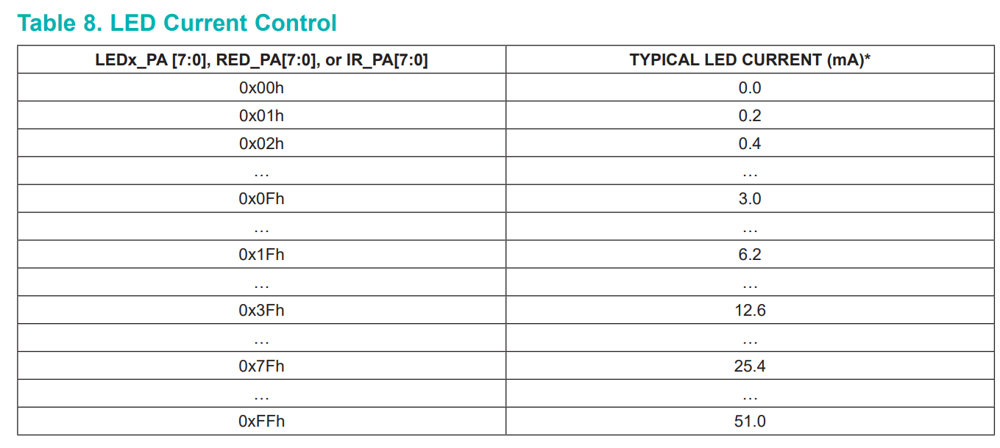 Table 8. LED Current Control
LEDx_PA [7:0], RED_PA[7:0], or IR_PA[7:0] TYPICAL LED CURRENT (mA)*
0x00h 0.0
0x01h 0.2
0x02h 0.4
… …
0x0Fh 3.0
… …
0x1Fh 6.2
… …
0x3Fh 12.6
… …
0x7Fh 25.4
… …
0xFFh 51.0